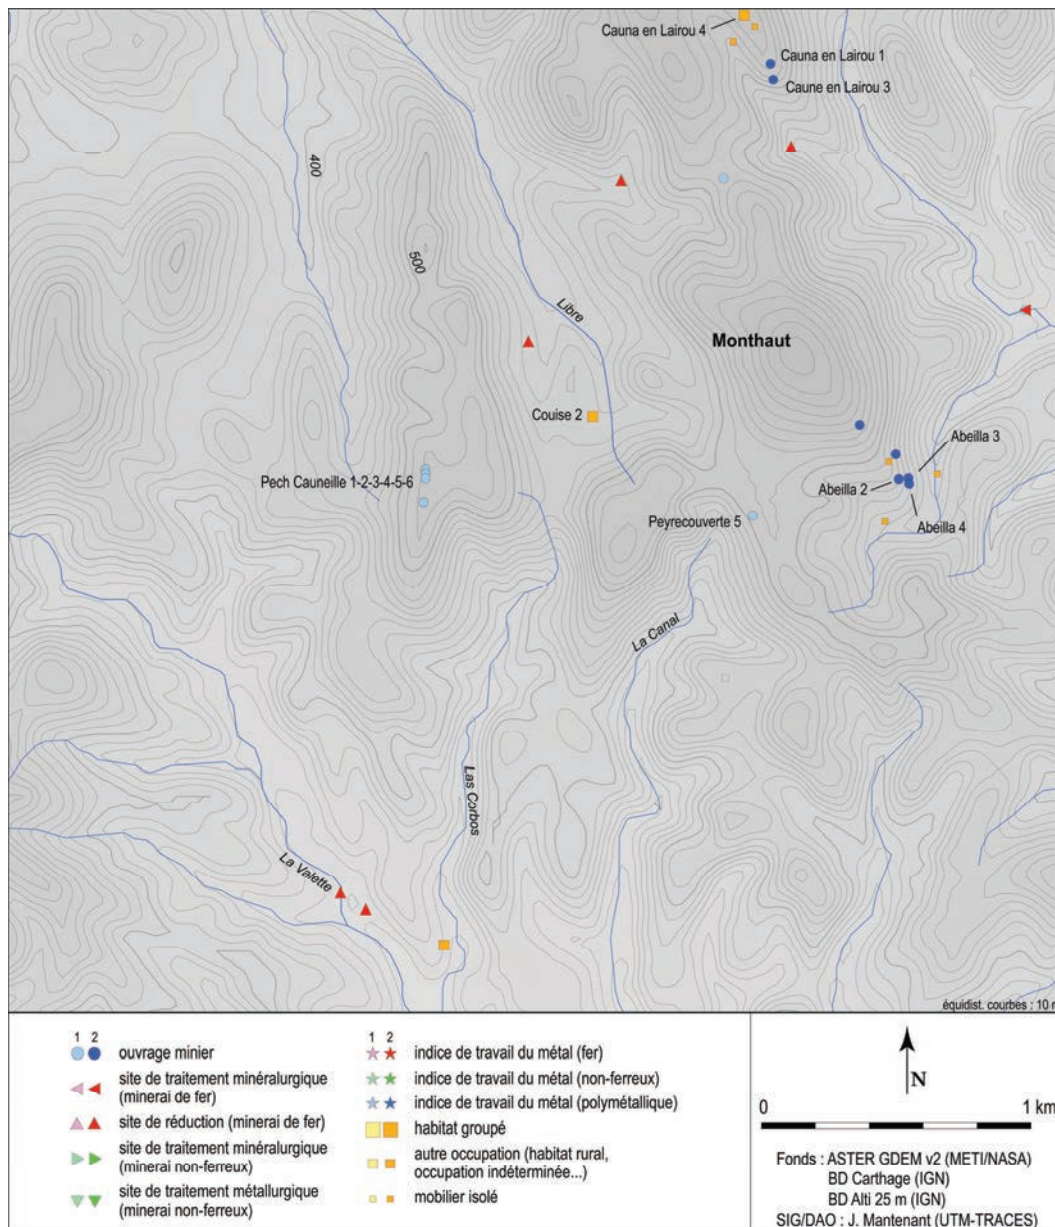 Cauna en Lairou 4
Cauna en Lairou 1
Caune en Lairou 3
400
500
Libre
Monthaut
Couise 2
Abeilla 3
Pech Cauneille 1-2-3-4-5-6
Abeilla 2
Peyrecouverte 5
Abeilla 4
La Canal
Las Corbos
La Valette
équidist. courbes : 10 m
1 2
ouvrage minier
site de traitement minéralurgique
(minerai de fer)
site de réduction (minerai de fer)
site de traitement minéralurgique
(minerai non-ferreux)
site de traitement métallurgique
(minerai non-ferreux)
1 2
indice de travail du métal (fer)
indice de travail du métal (non-ferreux)
indice de travail du métal (polymétallique)
habitat groupé
autre occupation (habitat rural,
occupation indéterminée...)
mobilier isolé
N
0 1 km
Fonds : ASTER GDEM v2 (METI/NASA)
BD Carthage (IGN)
BD Alti 25 m (IGN)
SIG/DAO : J. Mantenant (UTM-TRACES)